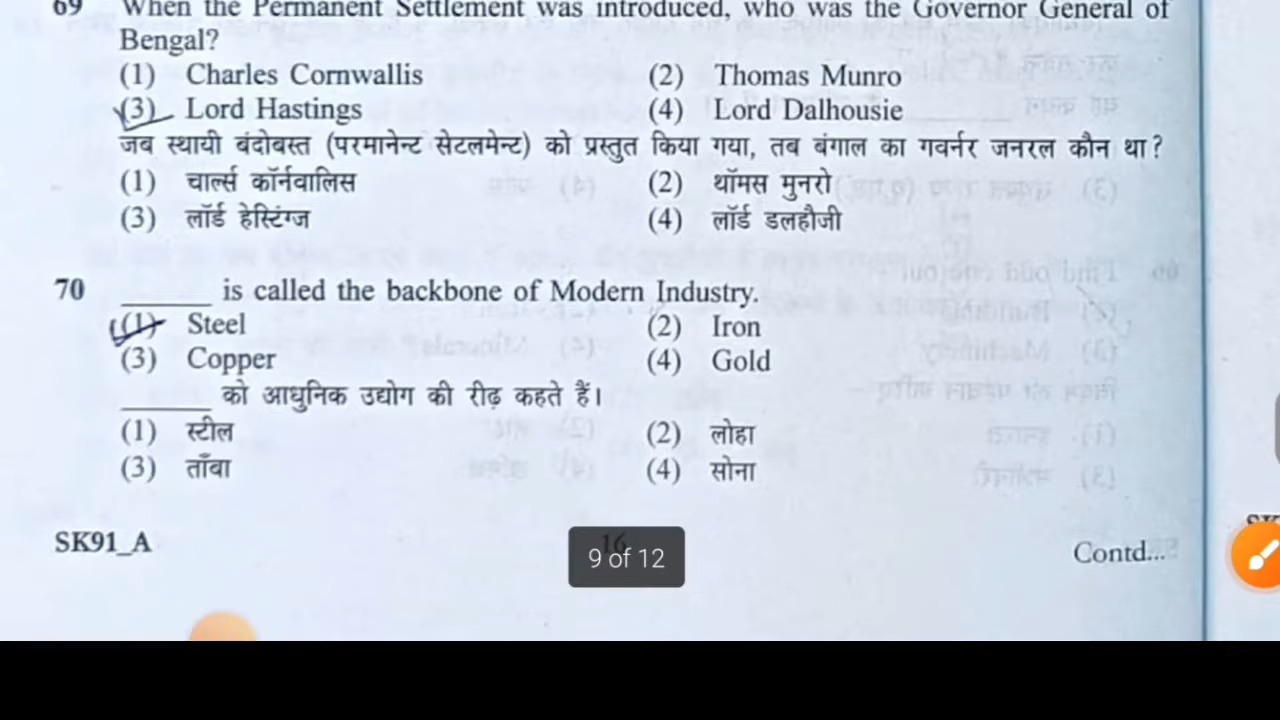 69 When the Permanent Settlement was introduced, who was the Governor General of
Bengal?
(1) Charles Cornwallis (2) Thomas Munro
(3) Lord Hastings (4) Lord Dalhousie
जब स्थायी बंदोबस्त (परमानेन्ट सेटलमेन्ट) को प्रस्तुत किया गया, तब बंगाल का गवर्नर जनरल कौन था?
(1) चार्ल्स कॉर्नवालिस (2) थॉमस मुनरो
(3) लॉर्ड हेस्टिंग्ज (4) लॉर्ड डलहौजी
70 ______ is called the backbone of Modern Industry.
(1) Steel (2) Iron
(3) Copper (4) Gold
______ को आधुनिक उद्योग की रीढ़ कहते हैं।
(1) स्टील (2) लोहा
(3) ताँबा (4) सोना
SK91_A 16 Contd...
9 of 12